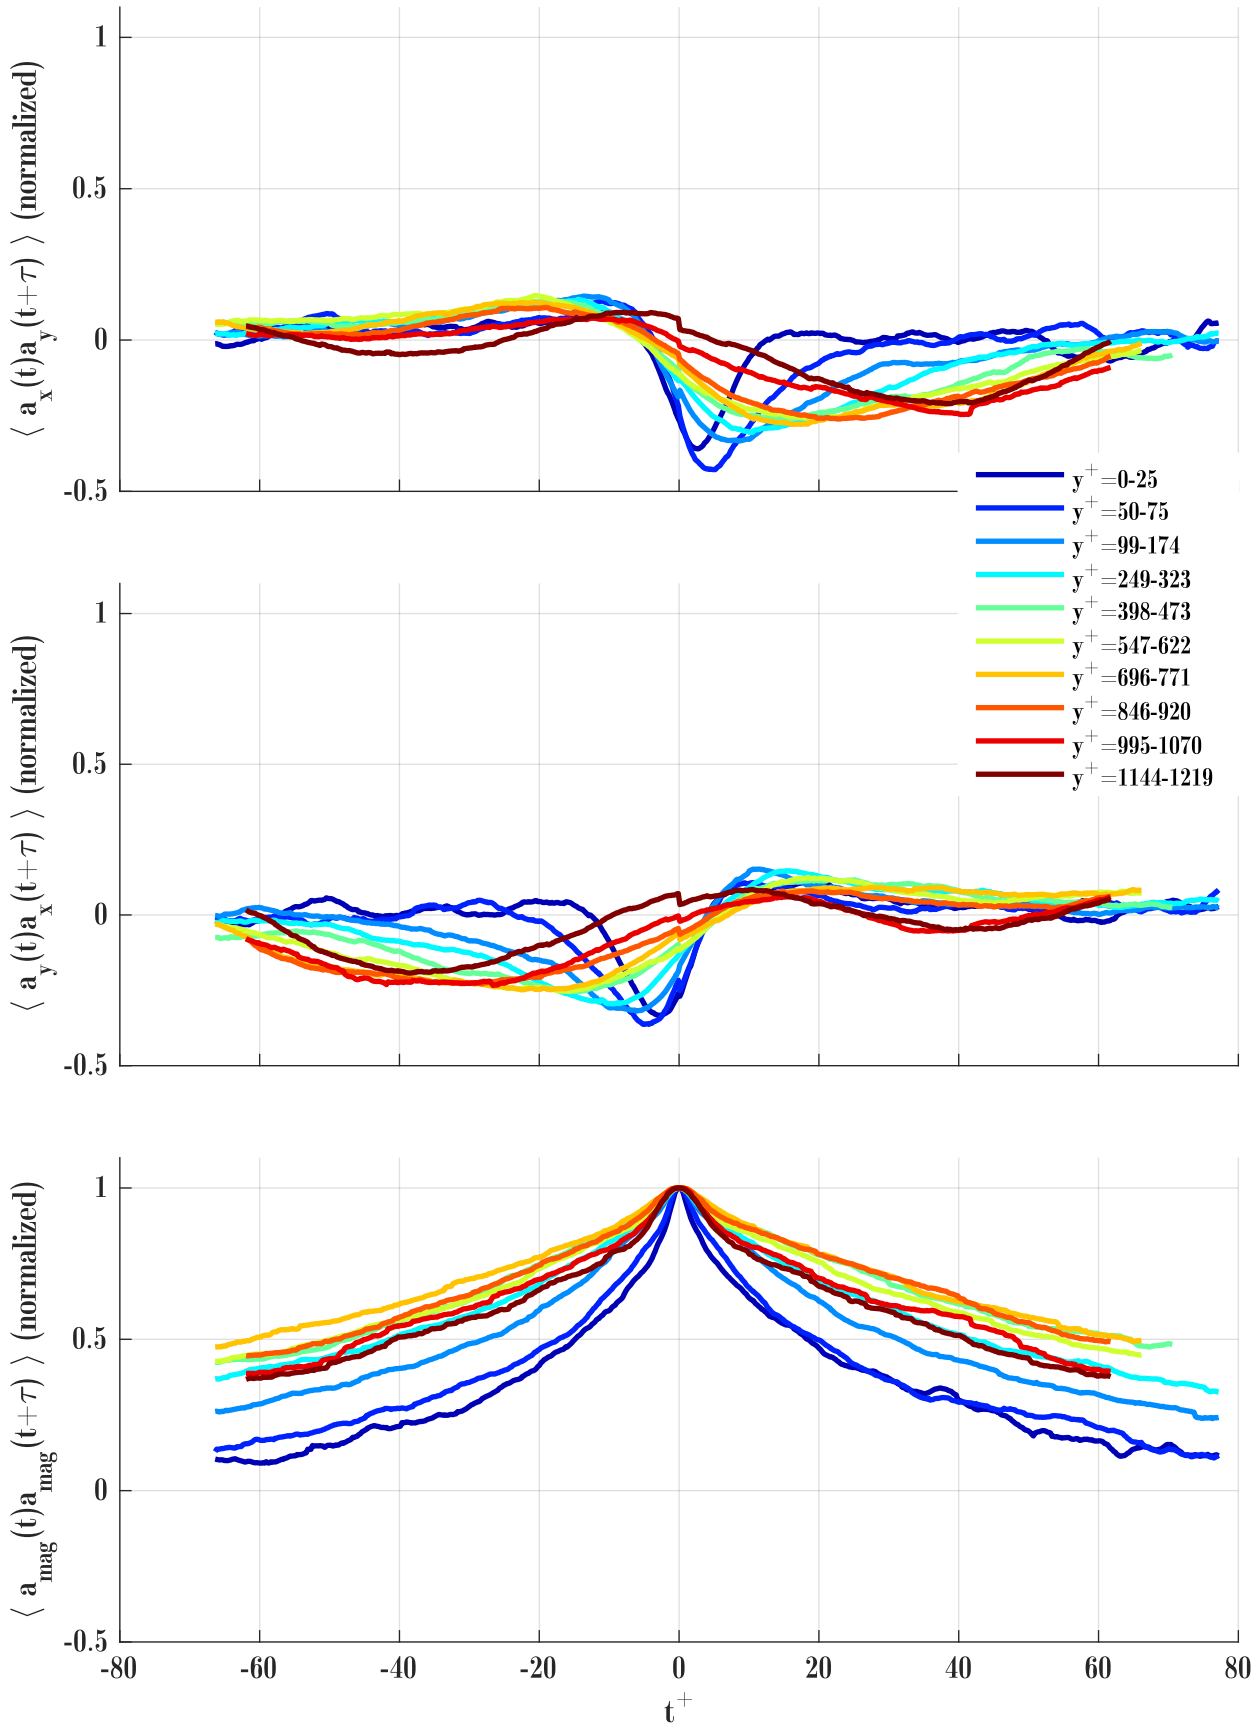 ⟨ a_x(t)a_y(t+τ) ⟩ (normalized)
1
0.5
0
-0.5
y^+=0-25
y^+=50-75
y^+=99-174
y^+=249-323
y^+=398-473
y^+=547-622
y^+=696-771
y^+=846-920
y^+=995-1070
y^+=1144-1219
⟨ a_y(t)a_x(t+τ) ⟩ (normalized)
1
0.5
0
-0.5
⟨ a_mag(t)a_mag(t+τ) ⟩ (normalized)
1
0.5
0
-0.5
-80 -60 -40 -20 0 20 40 60 80
t^+